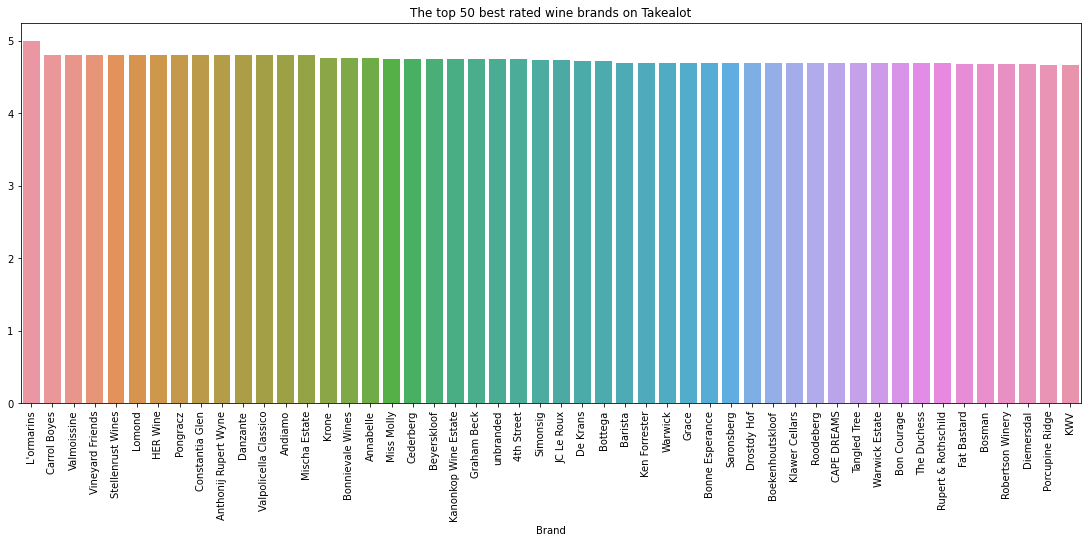 The top 50 best rated wine brands on Takealot
5
4
3
2
1
0
L'ormarins
Carrol Boyes
Valmoissine
Vineyard Friends
Stellenrust Wines
Lomond
HER Wine
Pongracz
Constantia Glen
Anthonij Rupert Wyne
Danzante
Valpolicella Classico
Andiamo
Mischa Estate
Krone
Bonnievale Wines
Annabelle
Miss Molly
Cederberg
Beyerskloof
Kanonkop Wine Estate
Graham Beck
unbranded
4th Street
Simonsig
JC Le Roux
De Krans
Bottega
Barista
Ken Forrester
Warwick
Grace
Bonne Esperance
Saronsberg
Drostdy Hof
Boekenhoutskloof
Klawer Cellars
Roodeberg
CAPE DREAMS
Tangled Tree
Warwick Estate
Bon Courage
The Duchess
Rupert & Rothschild
Fat Bastard
Bosman
Robertson Winery
Diemersdal
Porcupine Ridge
KWV
Brand